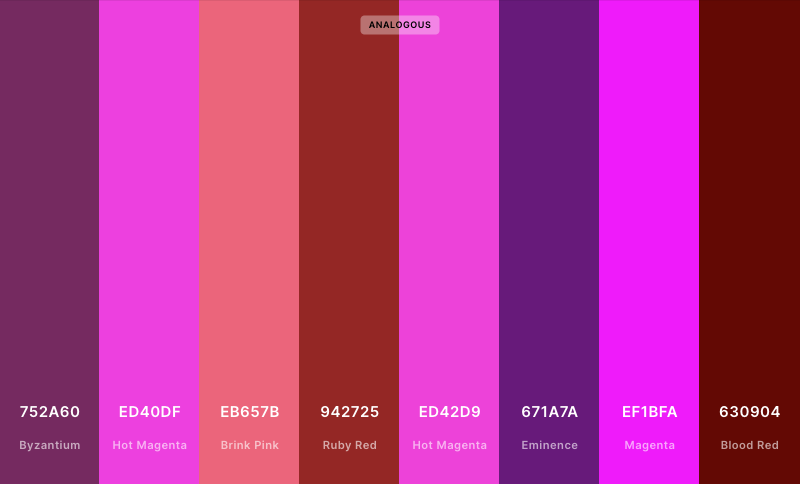 ANALOGOUS
752A60
Byzantium
ED40DF
Hot Magenta
EB657B
Brink Pink
942725
Ruby Red
ED42D9
Hot Magenta
671A7A
Eminence
EF1BFA
Magenta
630904
Blood Red